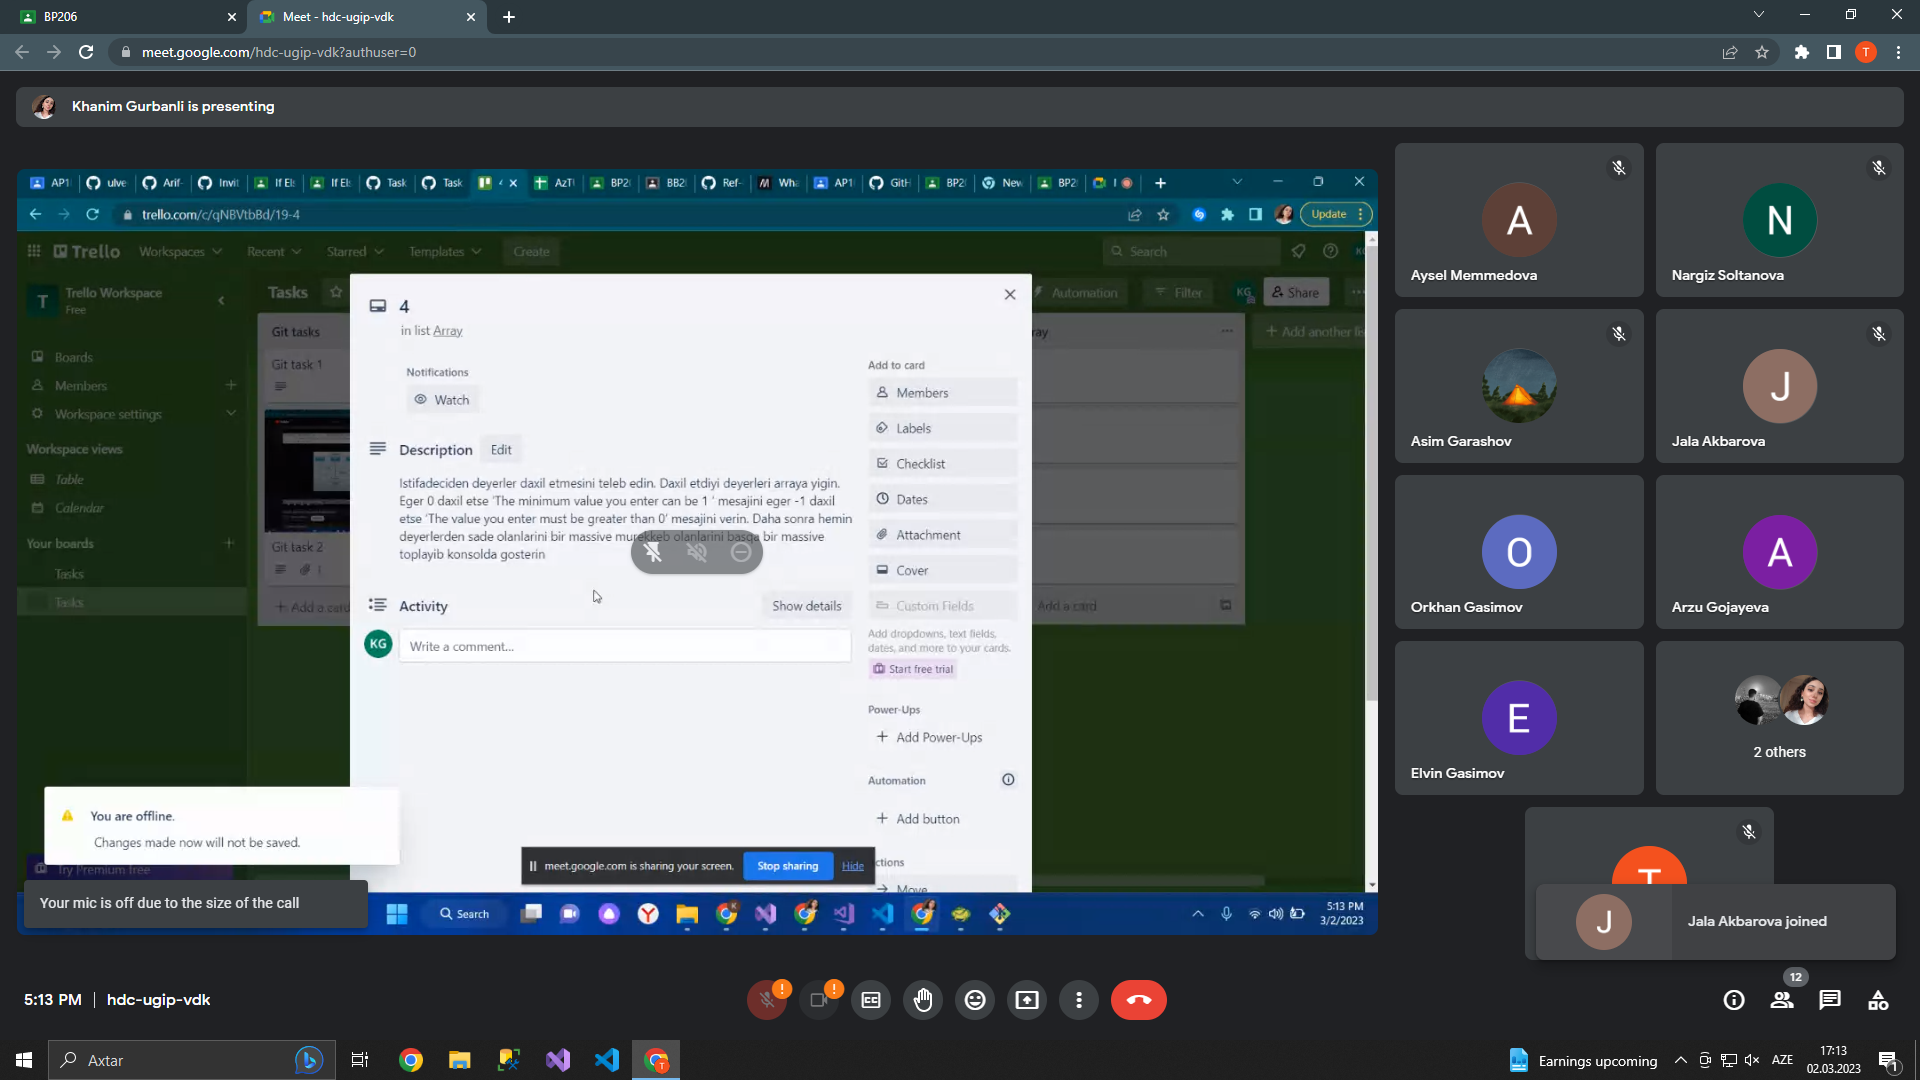 BP206
Meet - hdc-ugip-vdk
meet.google.com/hdc-ugip-vdk?authuser=0
T
Khanim Gurbanli is presenting
AP1
ulve
Arif-
Invit
If Els
If Els
Task
Task
AzTU
BP20
BB2
Ref-
Wha
AP1
GitH
BP2
New
BP2
trello.com/c/qNBVtbBd/19-4
Update
Trello
Workspaces
Recent
Starred
Templates
Create
Search
T
Trello Workspace
Free
Tasks
Automation
Filter
KG
Share
Boards
Members
Workspace settings
Workspace views
Table
Calendar
Your boards
Tasks
Tasks
Try Premium free
Git tasks
Git task 1
Git task 2
1
Add a card
Add another
Add a card
4
in list Array
Notifications
Watch
Description
Edit
Istifadeciden deyerler daxil etmesini teleb edin. Daxil etdiyi deyerleri arraya yigin.
Eger 0 daxil etse 'The minimum value you enter can be 1 ' mesajini eger -1 daxil
etse 'The value you enter must be greater than 0' mesajini verin. Daha sonra hemin
deyerlerden sade olanlarini bir massive murekkeb olanlarini basqa bir massive
toplayib konsolda gosterin
Activity
Show details
KG
Write a comment...
Add to card
Members
Labels
Checklist
Dates
Attachment
Cover
Custom Fields
Add dropdowns, text fields,
dates, and more to your cards.
Start free trial
Power-Ups
Add Power-Ups
Automation
Add button
ctions
Move
You are offline.
Changes made now will not be saved.
meet.google.com is sharing your screen.
Stop sharing
Hide
Your mic is off due to the size of the call
Search
5:13 PM
3/2/2023
A
Aysel Memmedova
N
Nargiz Soltanova
Asim Garashov
J
Jala Akbarova
O
Orkhan Gasimov
A
Arzu Gojayeva
E
Elvin Gasimov
2 others
T
J
Jala Akbarova joined
5:13 PM
hdc-ugip-vdk
12
Axtar
Earnings upcoming
AZE
17:13
02.03.2023
1